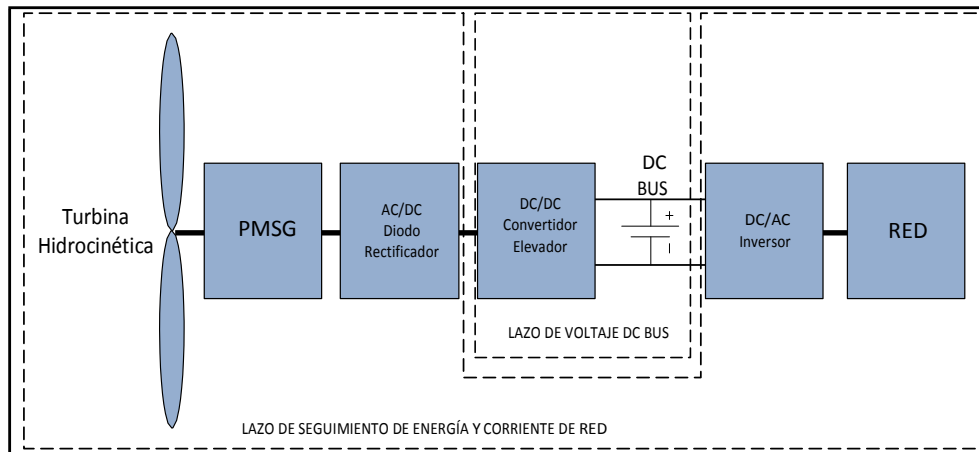 Turbina
Hidrocinética
PMSG
AC/DC
Diodo
Rectificador
DC/DC
Convertidor
Elevador
DC
BUS
+
−
DC/AC
Inversor
RED
LAZO DE VOLTAJE DC BUS
LAZO DE SEGUIMIENTO DE ENERGÍA Y CORRIENTE DE RED